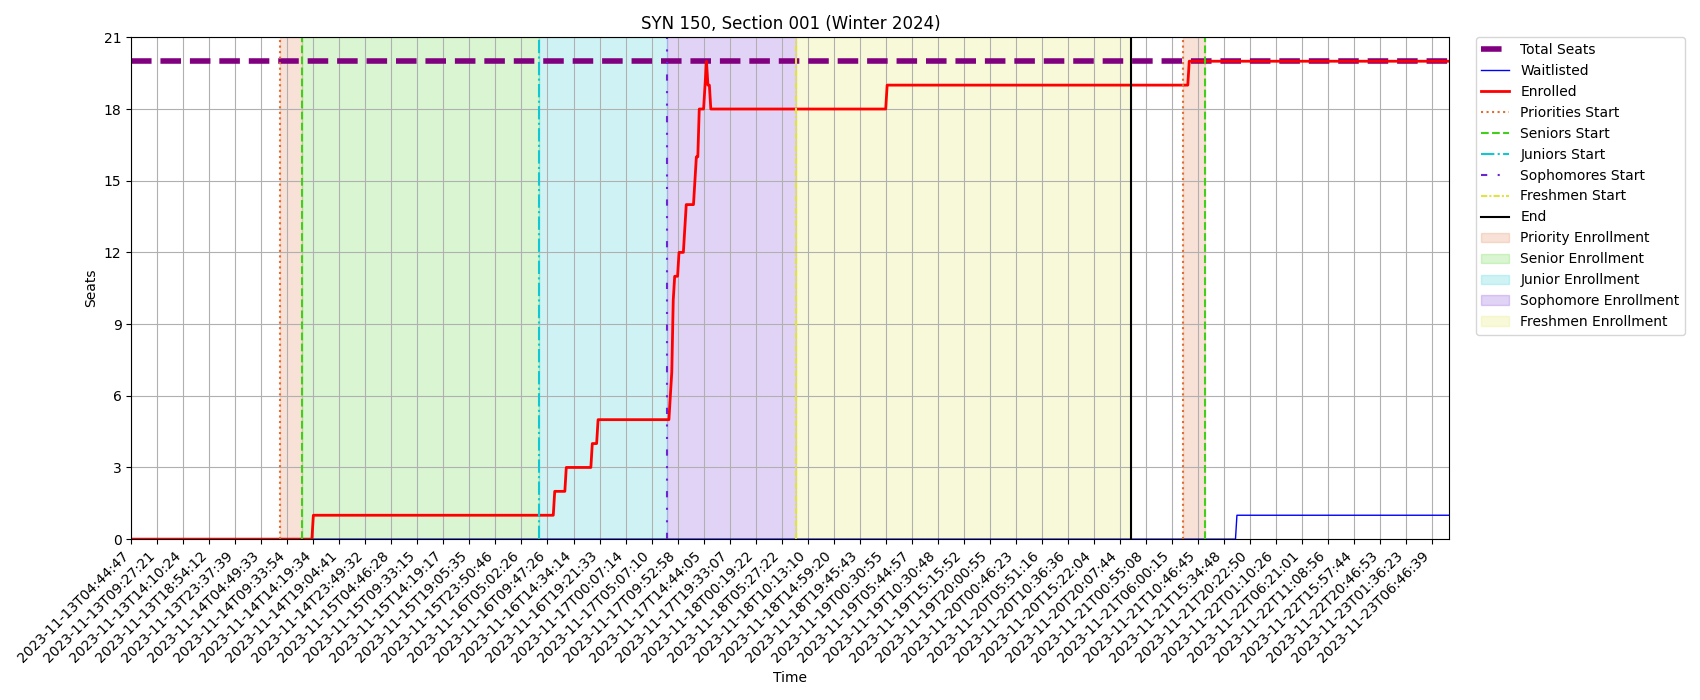 SYN 150, Section 001 (Winter 2024)
21
18
15
12
9
6
3
0
Seats
2023-11-13T04:44:47
2023-11-13T09:27:21
2023-11-13T14:10:24
2023-11-13T18:54:12
2023-11-13T23:37:39
2023-11-14T04:49:33
2023-11-14T09:33:54
2023-11-14T14:19:34
2023-11-14T19:04:41
2023-11-14T23:49:32
2023-11-15T04:46:28
2023-11-15T09:33:15
2023-11-15T14:19:17
2023-11-15T19:05:35
2023-11-15T23:50:46
2023-11-16T05:02:26
2023-11-16T09:47:26
2023-11-16T14:34:14
2023-11-16T19:21:33
2023-11-17T00:07:14
2023-11-17T05:07:10
2023-11-17T09:52:58
2023-11-17T14:44:05
2023-11-17T19:33:07
2023-11-18T00:19:22
2023-11-18T05:27:22
2023-11-18T10:13:10
2023-11-18T14:59:20
2023-11-18T19:45:43
2023-11-19T00:30:55
2023-11-19T05:44:57
2023-11-19T10:30:48
2023-11-19T15:15:52
2023-11-19T20:00:55
2023-11-20T00:46:23
2023-11-20T05:51:16
2023-11-20T10:36:36
2023-11-20T15:22:04
2023-11-20T20:07:44
2023-11-21T00:55:08
2023-11-21T06:00:15
2023-11-21T10:46:45
2023-11-21T15:34:48
2023-11-21T20:22:50
2023-11-22T01:10:26
2023-11-22T06:21:01
2023-11-22T11:08:56
2023-11-22T15:57:44
2023-11-22T20:46:53
2023-11-23T01:36:23
2023-11-23T06:46:39
Time
Total Seats
Waitlisted
Enrolled
Priorities Start
Seniors Start
Juniors Start
Sophomores Start
Freshmen Start
End
Priority Enrollment
Senior Enrollment
Junior Enrollment
Sophomore Enrollment
Freshmen Enrollment